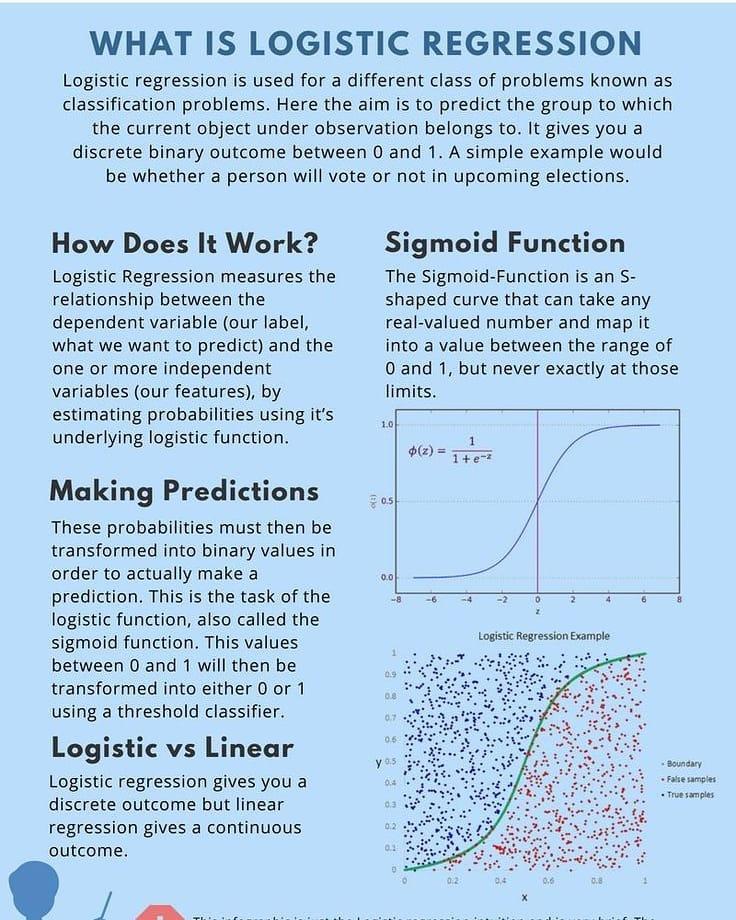 WHAT IS LOGISTIC REGRESSION
Logistic regression is used for a different class of problems known as
classification problems. Here the aim is to predict the group to which
the current object under observation belongs to. It gives you a
discrete binary outcome between 0 and 1. A simple example would
be whether a person will vote or not in upcoming elections.
How Does It Work?
Logistic Regression measures the
relationship between the
dependent variable (our label,
what we want to predict) and the
one or more independent
variables (our features), by
estimating probabilities using it's
underlying logistic function.
Making Predictions
These probabilities must then be
transformed into binary values in
order to actually make a
prediction. This is the task of the
logistic function, also called the
sigmoid function. This values
between 0 and 1 will then be
transformed into either 0 or 1
using a threshold classifier.
Logistic vs Linear
Logistic regression gives you a
discrete outcome but linear
regression gives a continuous
outcome.
Sigmoid Function
The Sigmoid-Function is an S-
shaped curve that can take any
real-valued number and map it
into a value between the range of
0 and 1, but never exactly at those
limits.
1.0
ϕ(z) = 1 / 1 + e^-z
0.5
0.0
-8 -6 -4 -2 0 2 4 6 8
z
Logistic Regression Example
1
0.9
0.8
0.7
0.6
y 0.5
0.4
0.3
0.2
0.1
0
0 0.2 0.4 0.6 0.8 1
x
Boundary
False samples
True samples